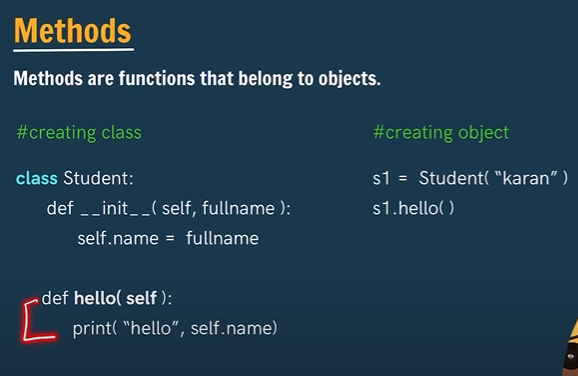 Methods
Methods are functions that belong to objects.
#creating class
class Student:
def __init__( self, fullname ):
self.name = fullname
def hello( self ):
print( “hello”, self.name)
#creating object
s1 = Student( “karan” )
s1.hello( )